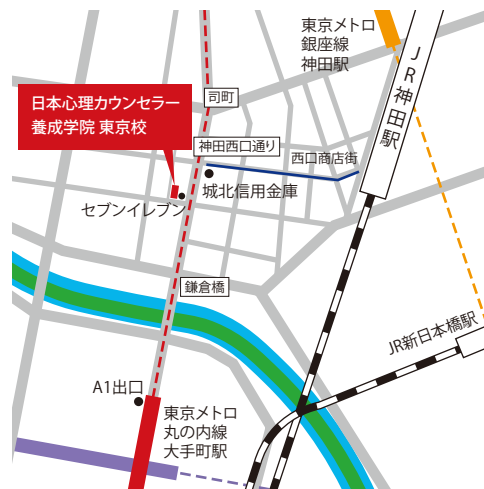 東京メトロ
銀座線
神田駅
JR神田駅
日本心理カウンセラー
養成学院 東京校
司町
神田西口通り
西口商店街
城北信用金庫
セブンイレブン
鎌倉橋
JR新日本橋駅
A1出口
東京メトロ
丸の内線
大手町駅